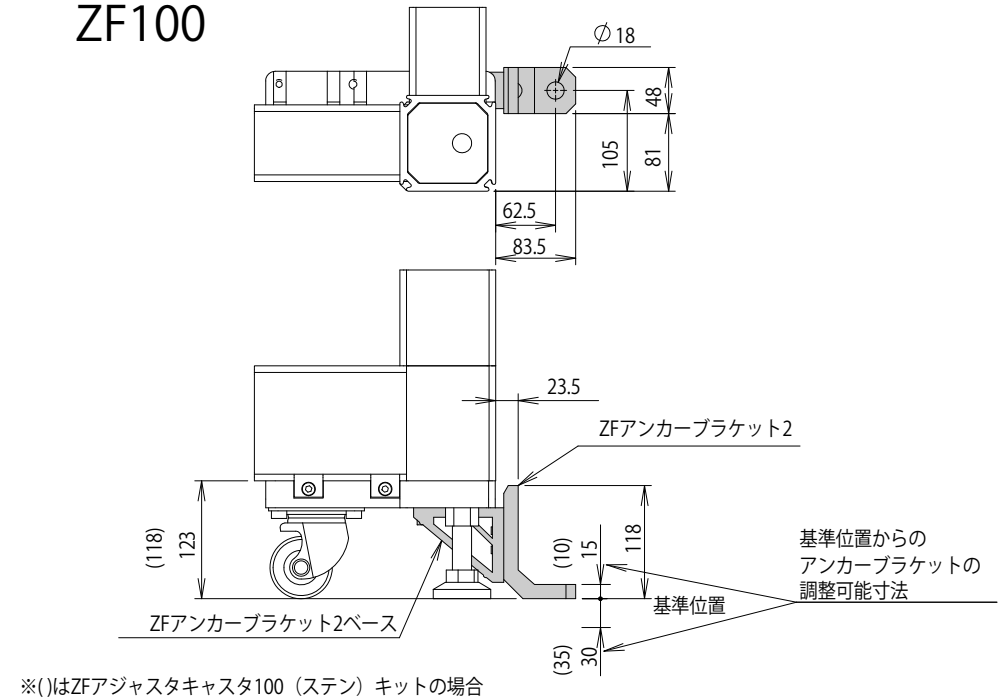 ZF100
∅18
48
105
81
62.5
83.5
23.5
ZFアンカーブラケット2
(118)
123
(10)
15
118
基準位置からの
アンカーブラケットの
調整可能寸法
基準位置
ZFアンカーブラケット2ベース
(35)
30
※()はZFアジャスタキャスタ100（ステン）キットの場合